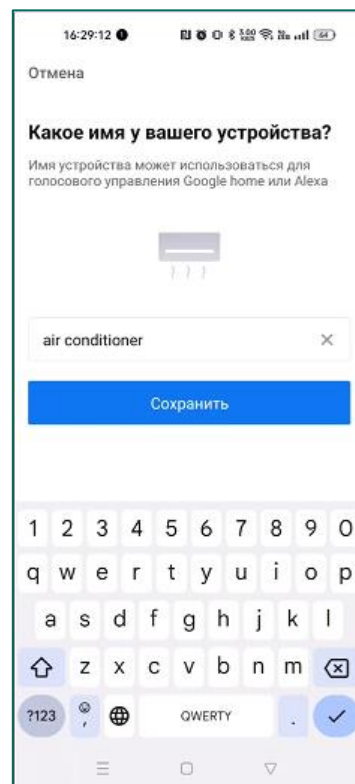 16:29:12
64
Отмена
Какое имя у вашего устройства?
Имя устройства может использоваться для
голосового управления Google home или Alexa
air conditioner
Сохранить
1 2 3 4 5 6 7 8 9 0
q w e r t y u i o p
a s d f g h j k l
z x c v b n m
?123 , QWERTY .